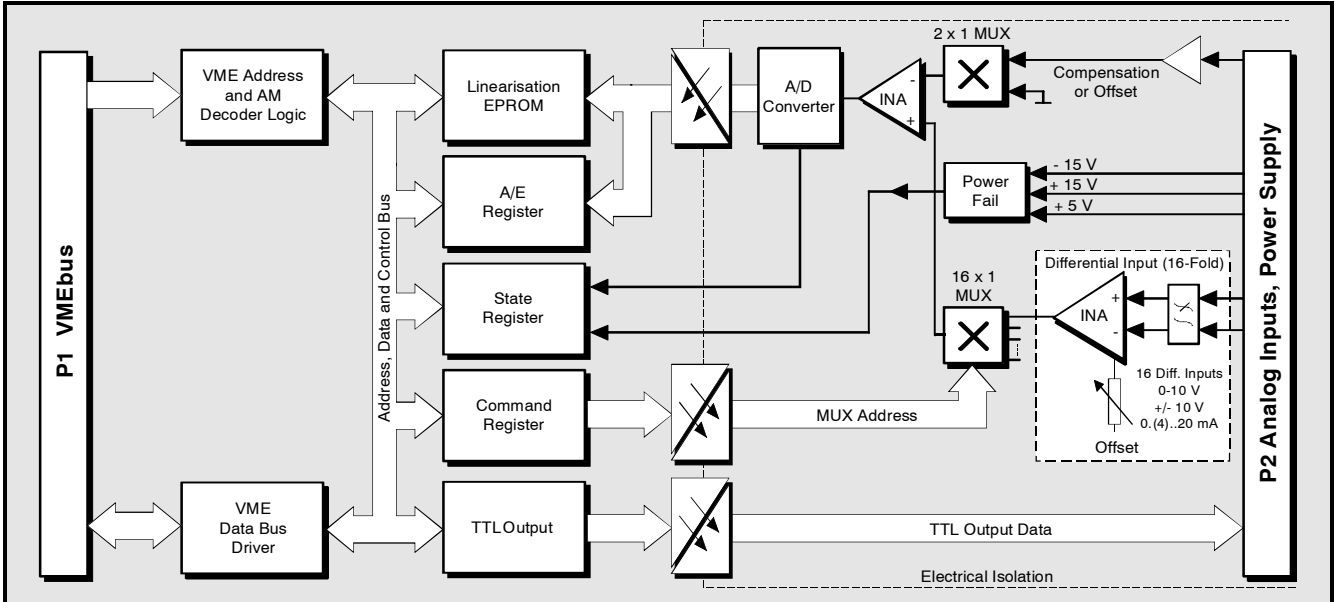 P1 VMEbus
VME Address
and AM
Decoder Logic
VME
Data Bus
Driver
Address, Data and Control Bus
Linearisation
EPROM
A/E
Register
State
Register
Command
Register
TTL Output
A/D
Converter
INA
-
+
2 x 1 MUX
Compensation
or Offset
Power
Fail
- 15 V
+ 15 V
+ 5 V
16 x 1
MUX
Differential Input (16-Fold)
INA
+
-
16 Diff. Inputs
0-10 V
+/- 10 V
0.(4)..20 mA
Offset
MUX Address
TTL Output Data
Electrical Isolation
P2 Analog Inputs, Power Supply